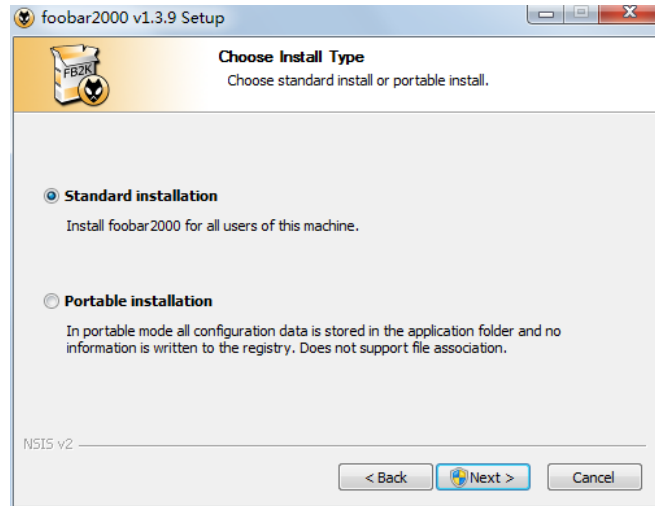 foobar2000 v1.3.9 Setup
FB2K
Choose Install Type
Choose standard install or portable install.
Standard installation
Install foobar2000 for all users of this machine.
Portable installation
In portable mode all configuration data is stored in the application folder and no
information is written to the registry. Does not support file association.
NSIS v2
< Back Next > Cancel